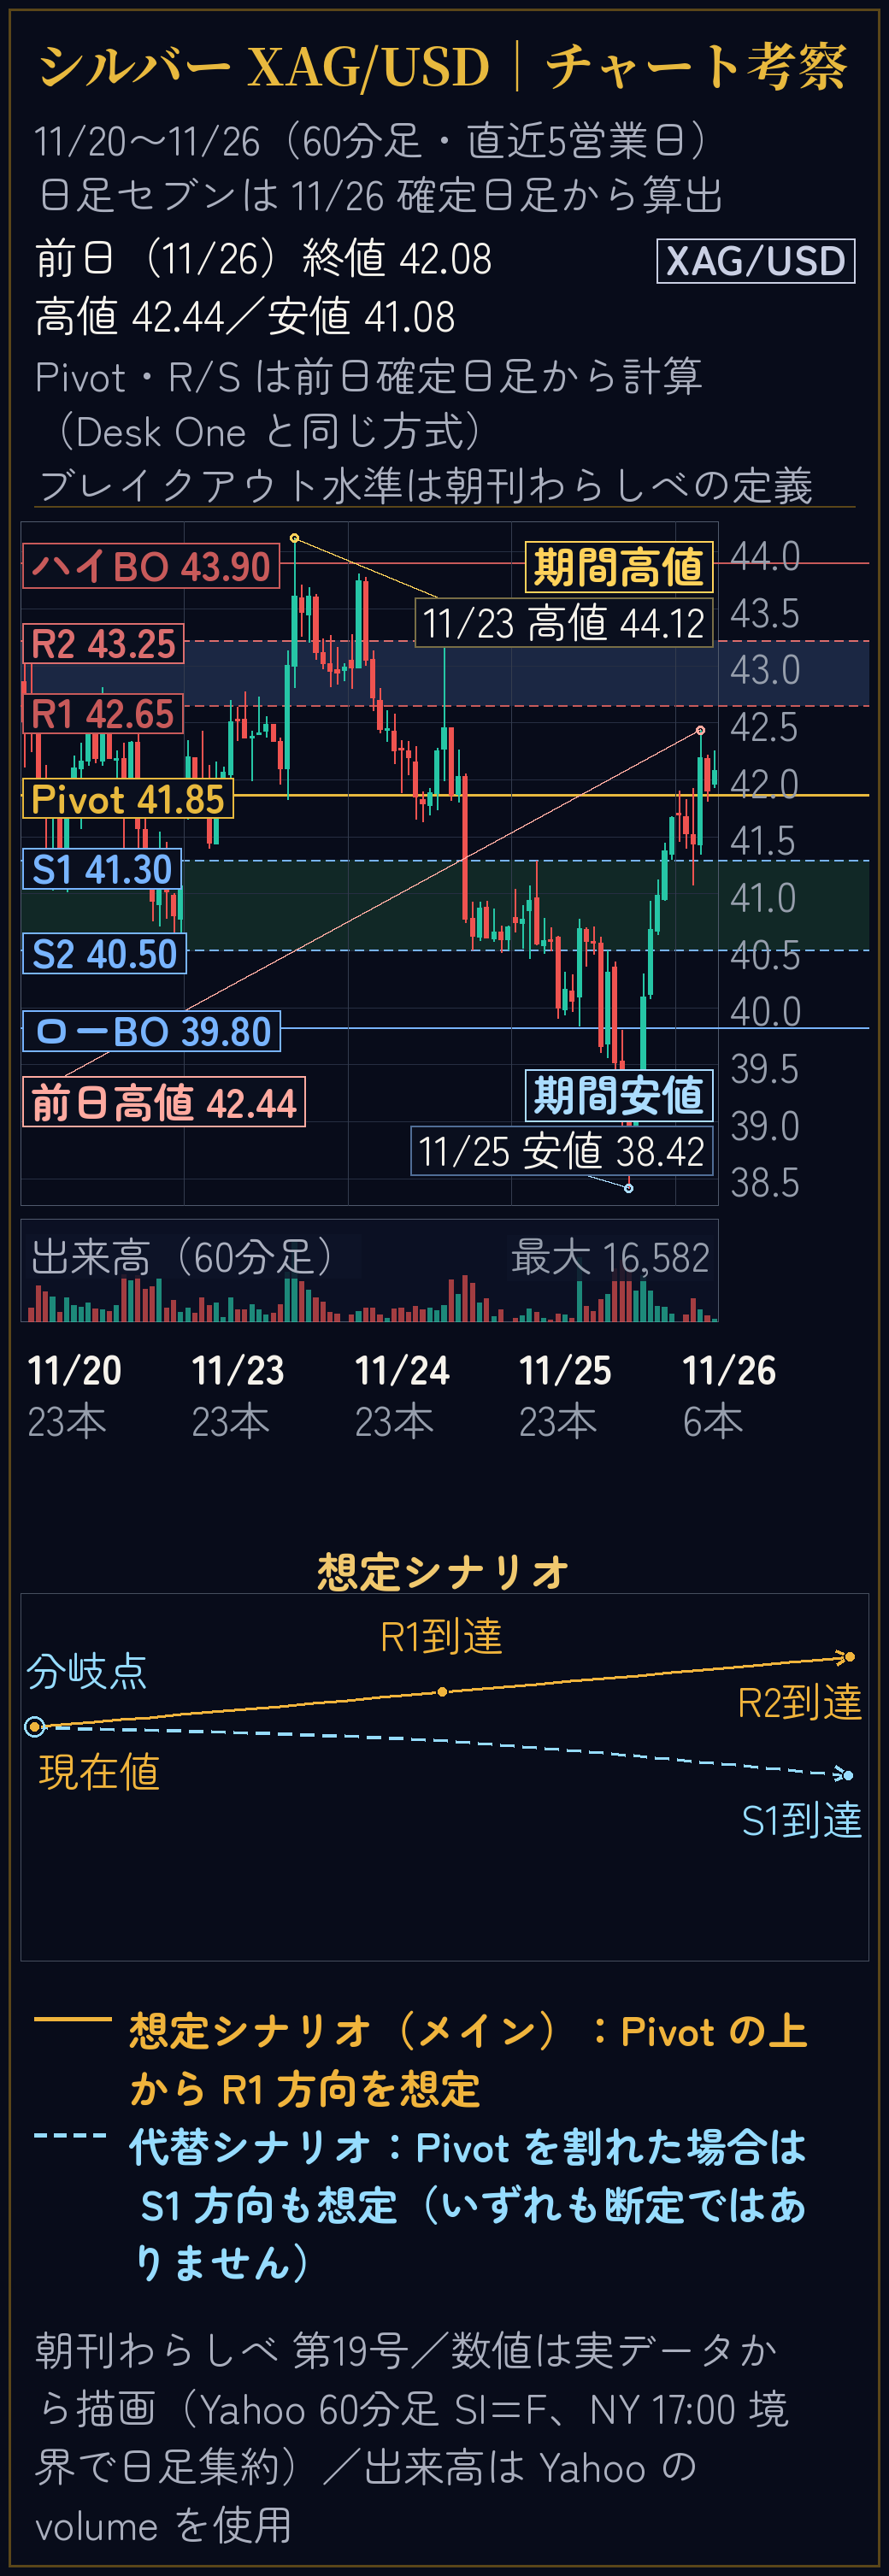 シルバー XAG/USD｜チャート考察
11/20〜11/26（60分足・直近5営業日）
日足セブンは 11/26 確定日足から算出
前日（11/26）終値 42.08
XAG/USD
高値 42.44／安値 41.08
Pivot・R/S は前日確定日足から計算
（Desk One と同じ方式）
ブレイクアウト水準は朝刊わらしべの定義
ハイBO 43.90
期間高値
44.0
11/23 高値 44.12
43.5
R2 43.25
43.0
R1 42.65
42.5
Pivot 41.85
42.0
41.5
S1 41.30
41.0
S2 40.50
40.5
40.0
ローBO 39.80
39.5
前日高値 42.44
期間安値
39.0
11/25 安値 38.42
38.5
出来高（60分足）
最大 16,582
11/20
11/23
11/24
11/25
11/26
23本
23本
23本
23本
6本
想定シナリオ
R1到達
分岐点
R2到達
現在値
S1到達
想定シナリオ（メイン）：Pivot の上
から R1 方向を想定
代替シナリオ：Pivot を割れた場合は
S1 方向も想定（いずれも断定ではあ
りません）
朝刊わらしべ 第19号／数値は実データか
ら描画（Yahoo 60分足 SI=F、NY 17:00 境
界で日足集約）／出来高は Yahoo の
volume を使用